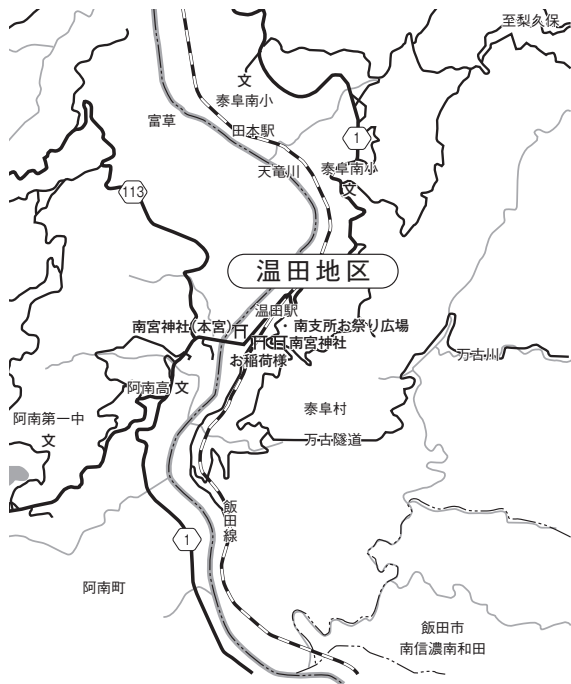 至梨久保
文
泰阜南小
富草
田本駅
1
天竜川
泰阜南小
文
113
温田地区
温田駅
・南支所お祭り広場
南宮神社(本宮)
南宮神社
お稲荷様
万古川
阿南高 文
泰阜村
阿南第一中
文
万古隧道
飯田線
1
阿南町
飯田市
南信濃南和田